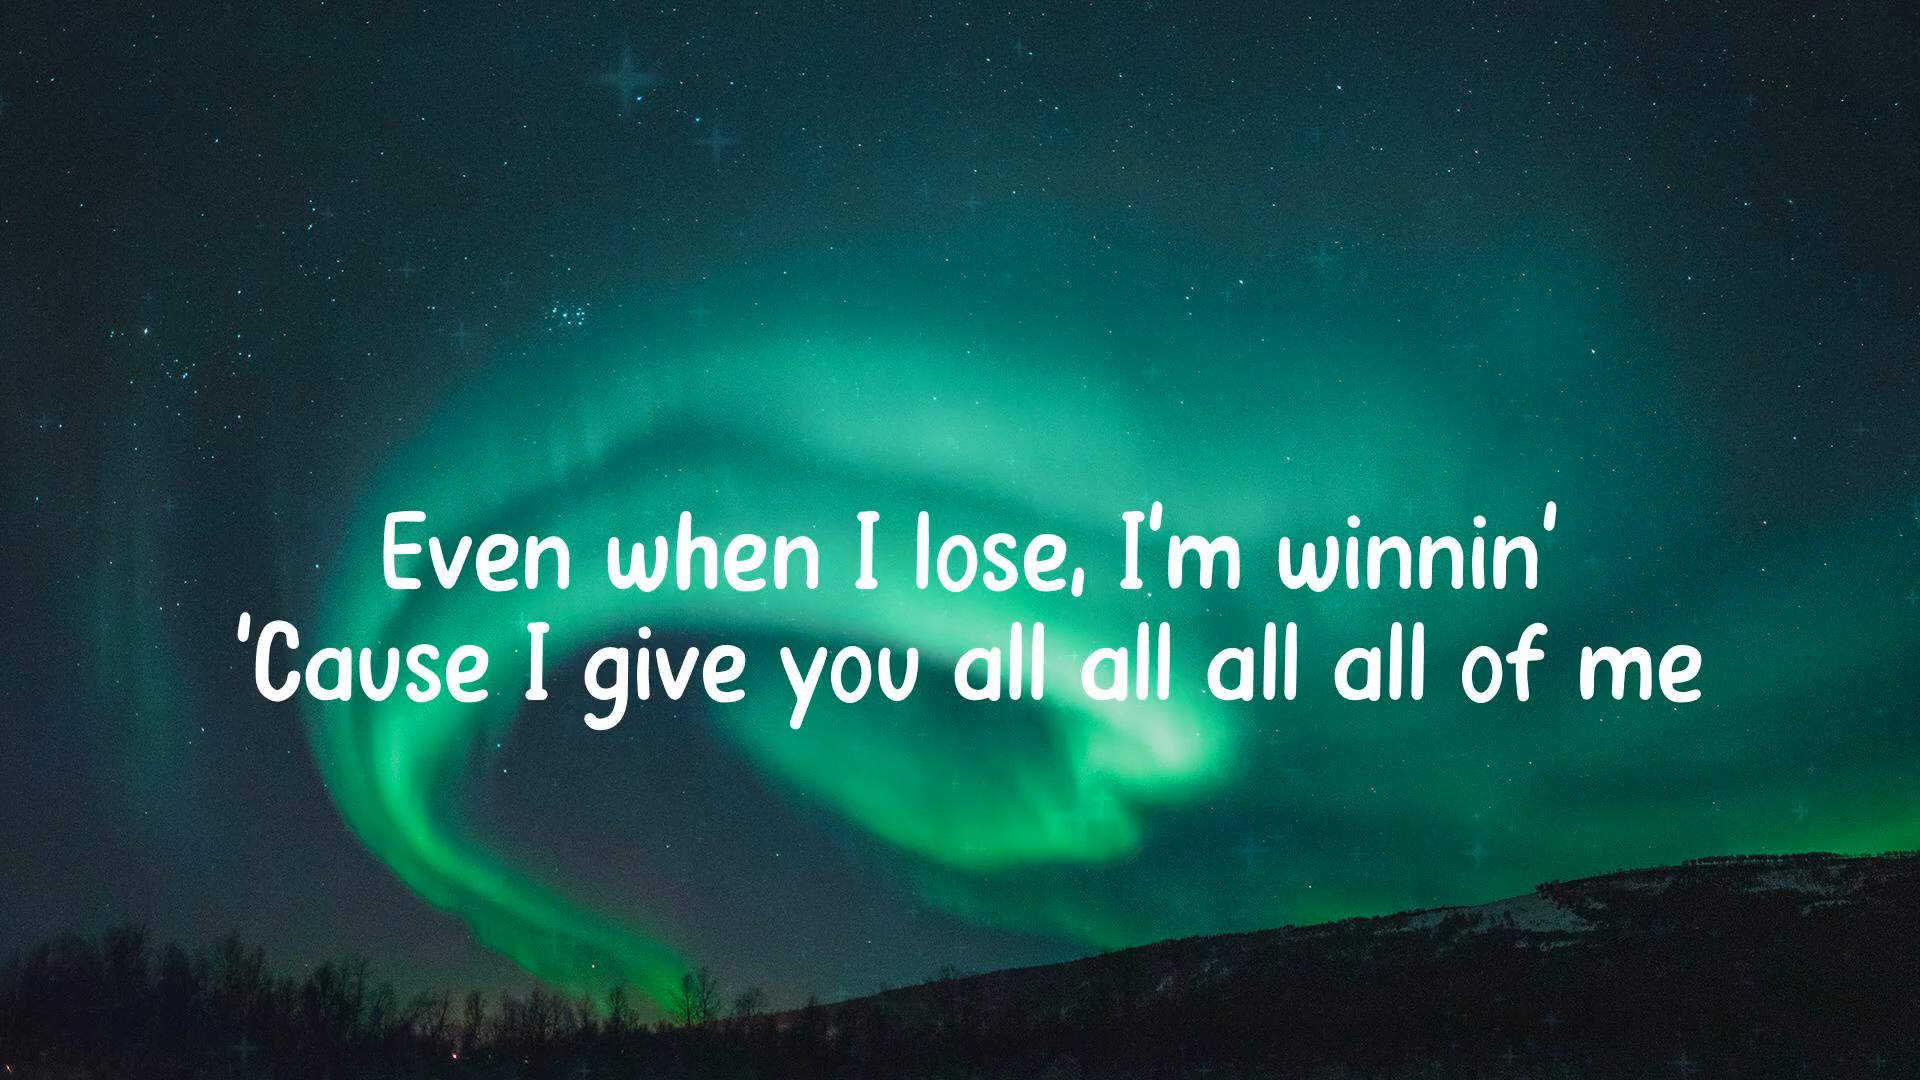 Even when I lose, I'm winnin'
'Cause I give you all all all all of me